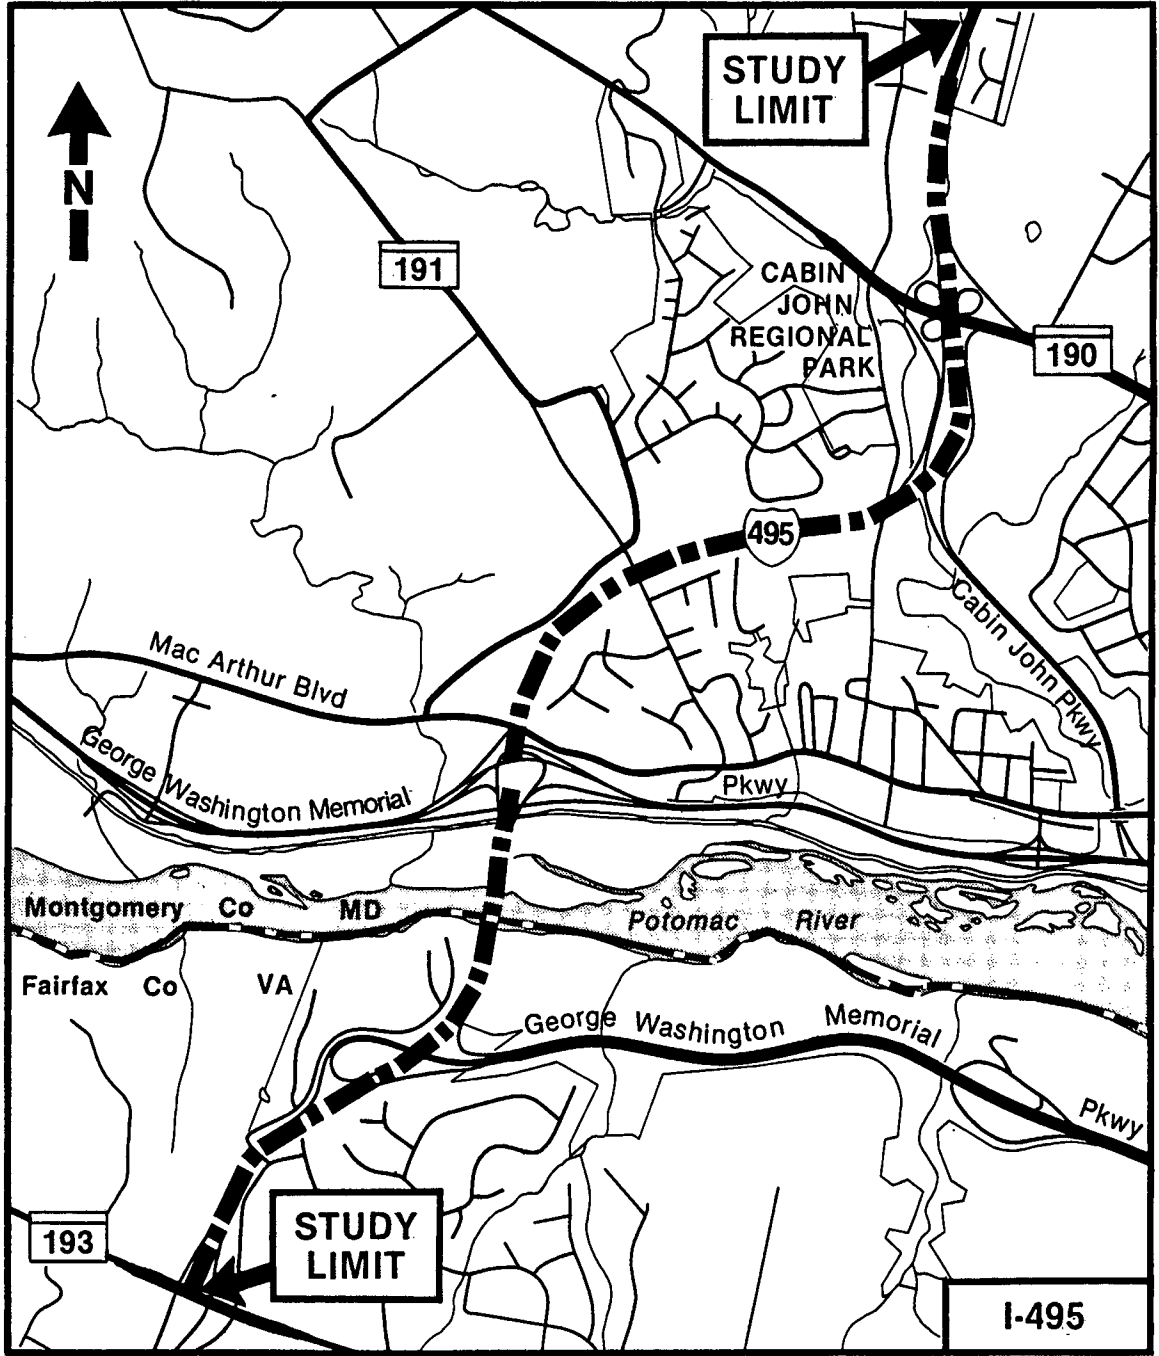 STUDY
LIMIT
N
191
CABIN
JOHN
REGIONAL
PARK
190
495
Cabin John Pkwy
Mac Arthur Blvd
George Washington Memorial
Pkwy
Montgomery Co MD
Potomac River
Fairfax Co VA
George Washington Memorial
Pkwy
193
STUDY
LIMIT
I-495